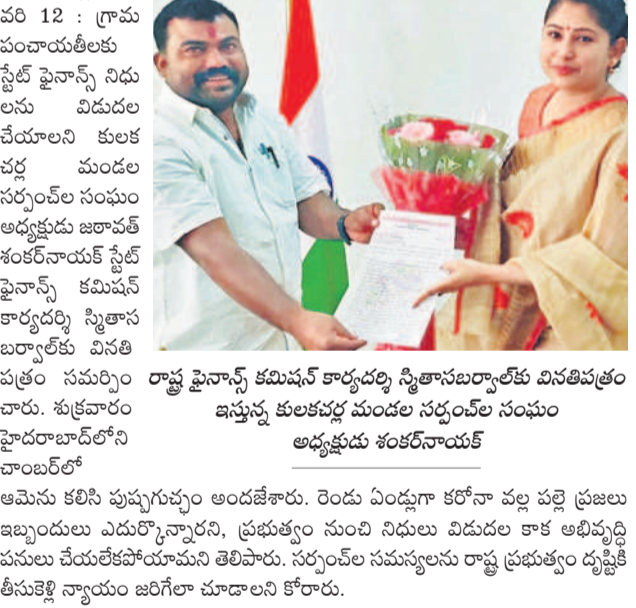 వరి 12 : గ్రామ
పంచాయతీలకు
స్టేట్ ఫైనాన్స్ నిధు
లను విడుదల
చేయాలని కులక
చర్ల మండల
సర్పంచ్‌ల సంఘం
అధ్యక్షుడు జఠావత్
శంకర్‌నాయక్ స్టేట్
ఫైనాన్స్ కమిషన్
కార్యదర్శి స్మితాస
బర్వాల్‌కు వినతి
పత్రం సమర్పిం
చారు. శుక్రవారం
హైదరాబాద్‌లోని
చాంబర్‌లో
రాష్ట్ర ఫైనాన్స్ కమిషన్ కార్యదర్శి స్మితాసబర్వాల్‌కు వినతిపత్రం
ఇస్తున్న కులకచర్ల మండల సర్పంచ్‌ల సంఘం
అధ్యక్షుడు శంకర్‌నాయక్
ఆమెను కలిసి పుష్పగుచ్ఛం అందజేశారు. రెండు ఏండ్లుగా కరోనా వల్ల పల్లె ప్రజలు
ఇబ్బందులు ఎదుర్కొన్నారని, ప్రభుత్వం నుంచి నిధులు విడుదల కాక అభివృద్ధి
పనులు చేయలేకపోయామని తెలిపారు. సర్పంచ్‌ల సమస్యలను రాష్ట్ర ప్రభుత్వం దృష్టికి
తీసుకెళ్లి న్యాయం జరిగేలా చూడాలని కోరారు.